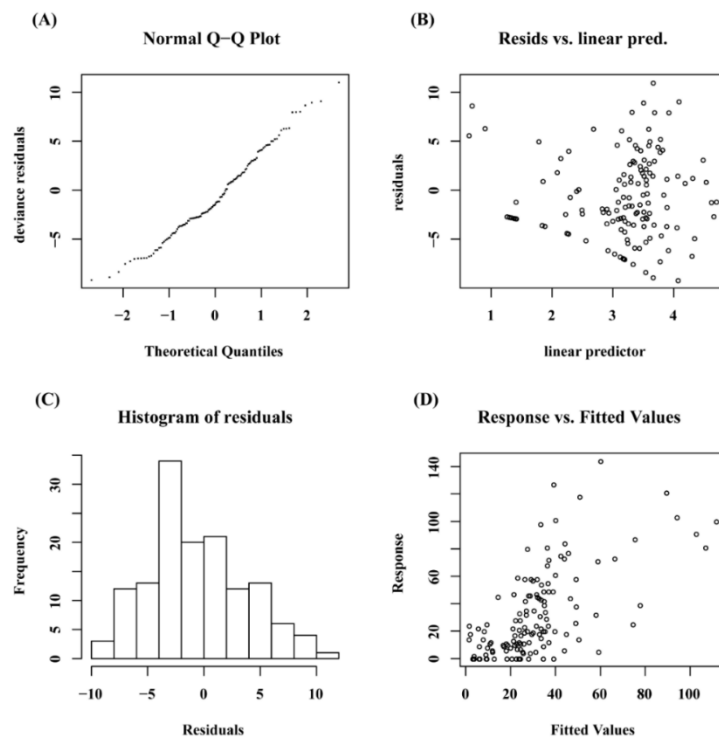 (A)
Normal Q−Q Plot
deviance residuals
10
5
0
−5
−2 −1 0 1 2
Theoretical Quantiles
(B)
Resids vs. linear pred.
residuals
10
5
0
−5
1 2 3 4
linear predictor
(C)
Histogram of residuals
Frequency
30
20
10
5
0
−10 −5 0 5 10
Residuals
(D)
Response vs. Fitted Values
Response
140
100
60
20
0
0 20 40 60 80 100
Fitted Values